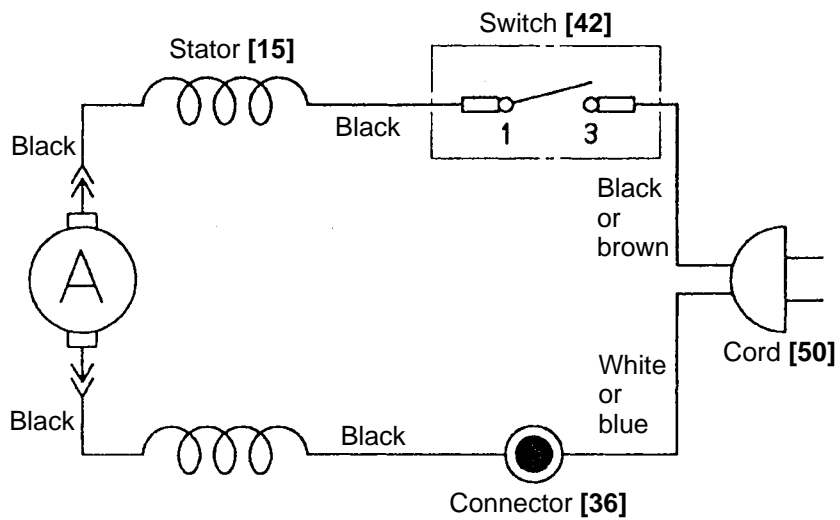 Switch [42]
Stator [15]
Black
Black
1 3
Black
or
brown
A
Cord [50]
White
or
blue
Black
Black
Connector [36]